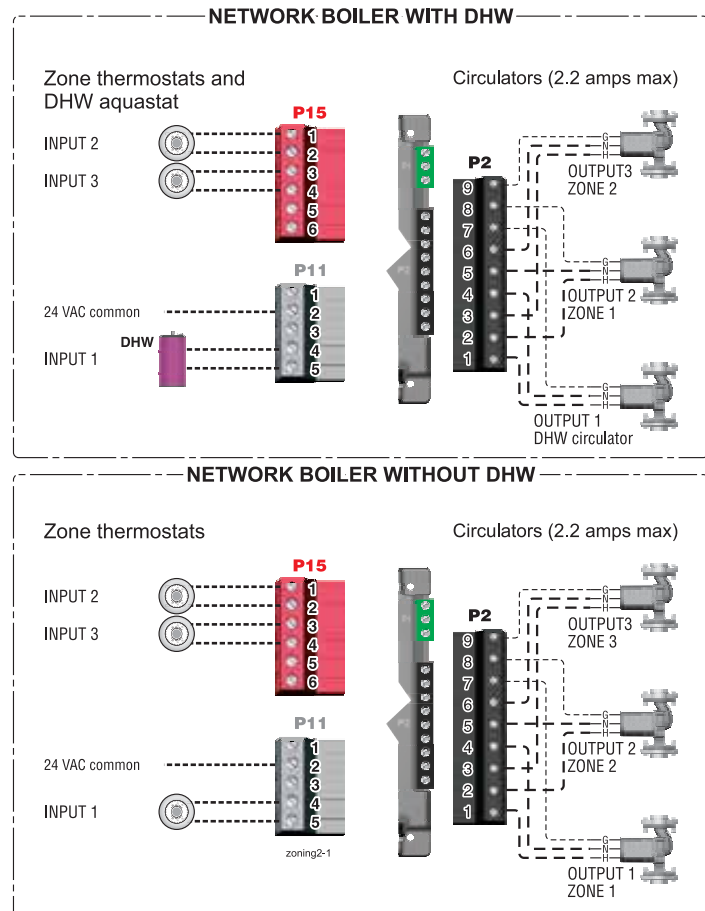 NETWORK BOILER WITH DHW
Zone thermostats and
DHW aquastat
Circulators (2.2 amps max)
P15
INPUT 2
INPUT 3
1
2
3
4
5
6
P11
24 VAC common
DHW
INPUT 1
1
2
3
4
5
P2
P2
9
8
7
6
5
4
3
2
1
G
N
H
OUTPUT3
ZONE 2
G
N
H
OUTPUT 2
ZONE 1
G
N
H
OUTPUT 1
DHW circulator
NETWORK BOILER WITHOUT DHW
Zone thermostats
Circulators (2.2 amps max)
P15
INPUT 2
INPUT 3
1
2
3
4
5
6
P11
24 VAC common
INPUT 1
1
2
3
4
5
zoning2-1
P2
P2
9
8
7
6
5
4
3
2
1
G
N
H
OUTPUT3
ZONE 3
G
N
H
OUTPUT 2
ZONE 2
G
N
H
OUTPUT 1
ZONE 1